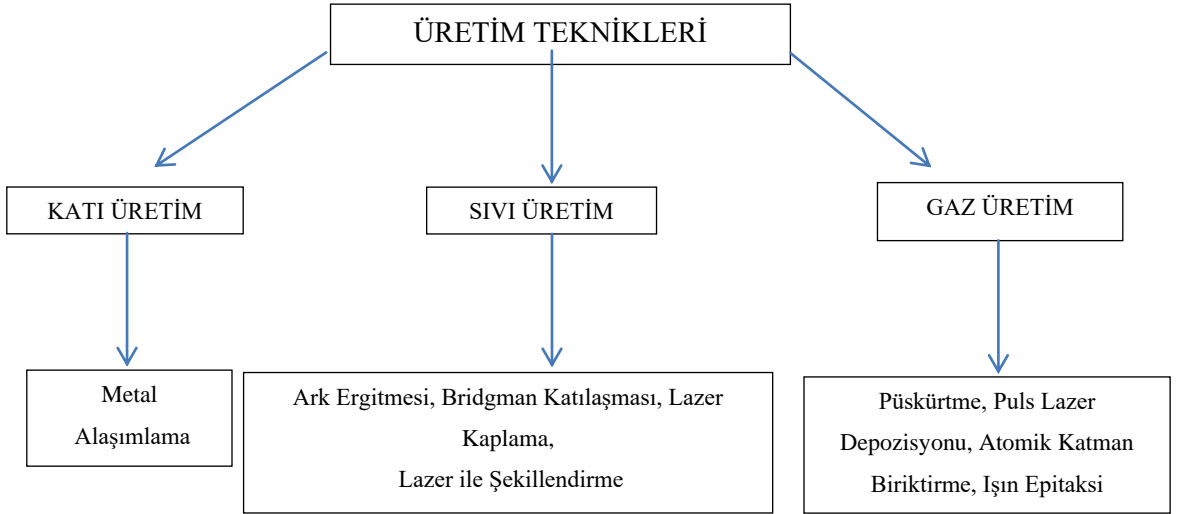 ÜRETİM TEKNİKLERİ
KATI ÜRETİM
SIVI ÜRETİM
GAZ ÜRETİM
Metal
Alaşımlama
Ark Ergitmesi, Bridgman Katılaşması, Lazer
Kaplama,
Lazer ile Şekillendirme
Püskürtme, Puls Lazer
Depozisyonu, Atomik Katman
Biriktirme, Işın Epitaksi